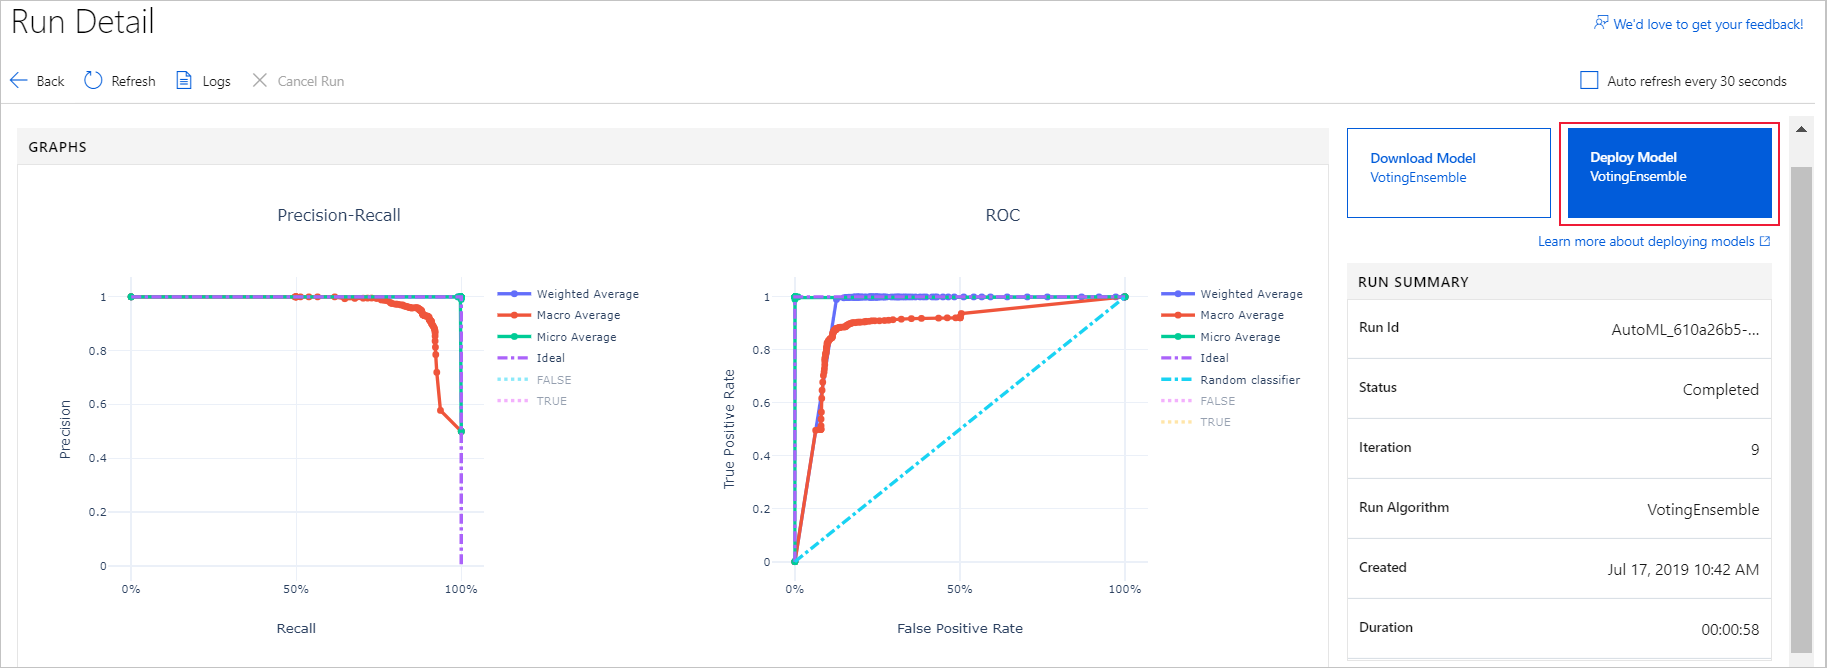 Run Detail
We'd love to get your feedback!
Back
Refresh
Logs
Cancel Run
Auto refresh every 30 seconds
GRAPHS
Precision-Recall
1
0.8
0.6
0.4
0.2
0
Precision
0%
50%
100%
Recall
Weighted Average
Macro Average
Micro Average
Ideal
FALSE
TRUE
ROC
1
0.8
0.6
0.4
0.2
0
True Positive Rate
0%
50%
100%
False Positive Rate
Weighted Average
Macro Average
Micro Average
Ideal
Random classifier
FALSE
TRUE
Download Model
VotingEnsemble
Deploy Model
VotingEnsemble
Learn more about deploying models
RUN SUMMARY
Run Id AutoML_610a26b5-...
Status Completed
Iteration 9
Run Algorithm VotingEnsemble
Created Jul 17, 2019 10:42 AM
Duration 00:00:58